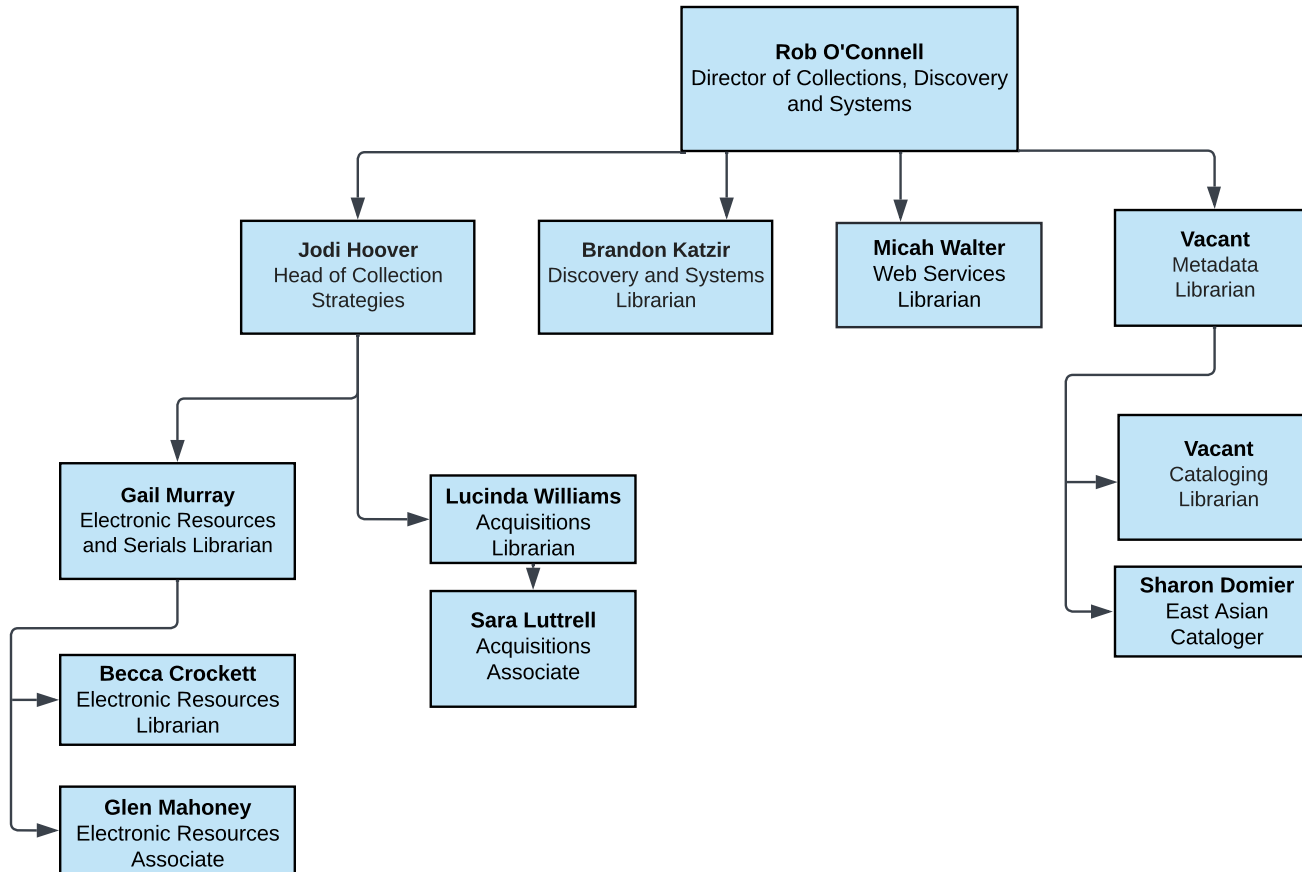 Rob O'Connell
Director of Collections, Discovery
and Systems
Jodi Hoover
Head of Collection
Strategies
Brandon Katzir
Discovery and Systems
Librarian
Micah Walter
Web Services
Librarian
Vacant
Metadata
Librarian
Gail Murray
Electronic Resources
and Serials Librarian
Lucinda Williams
Acquisitions
Librarian
Sara Luttrell
Acquisitions
Associate
Becca Crockett
Electronic Resources
Librarian
Glen Mahoney
Electronic Resources
Associate
Vacant
Cataloging
Librarian
Sharon Domier
East Asian
Cataloger